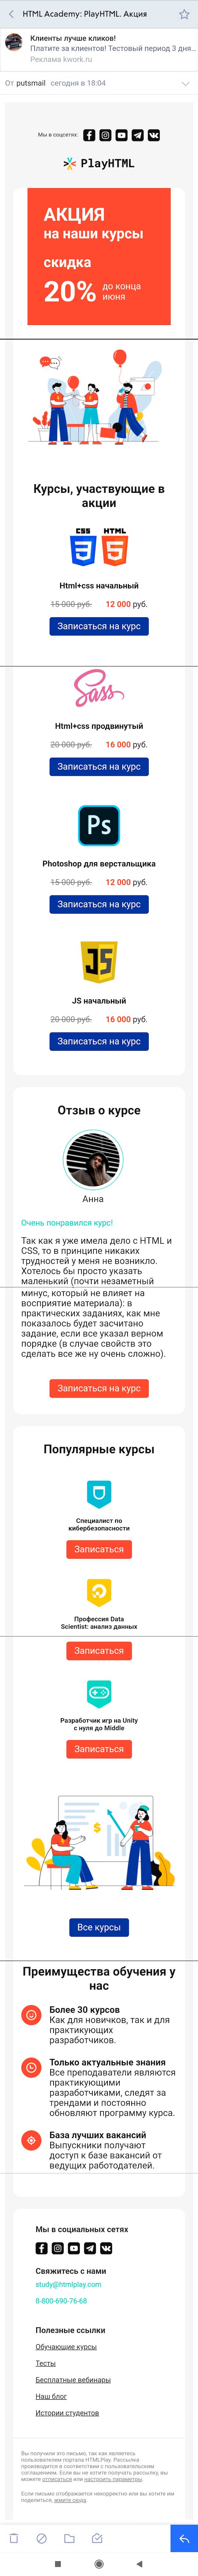 HTML Academy: PlayHTML. Акция
Клиенты лучше кликов!
Платите за клиентов! Тестовый период 3 дня...
Реклама kwork.ru
От putsmail сегодня в 18:04
Мы в соцсетях:
PlayHTML
АКЦИЯ
на наши курсы
скидка
20% до конца
июня
Курсы, участвующие в
акции
CSS HTML
Html+css начальный
15 000 руб. 12 000 руб.
Записаться на курс
Sass
Html+css продвинутый
20 000 руб. 16 000 руб.
Записаться на курс
Ps
Photoshop для верстальщика
15 000 руб. 12 000 руб.
Записаться на курс
JS
JS начальный
20 000 руб. 16 000 руб.
Записаться на курс
Отзыв о курсе
Анна
Очень понравился курс!
Так как я уже имела дело с HTML и
CSS, то в принципе никаких
трудностей у меня не возникло.
Хотелось бы просто указать
маленький (почти незаметный
минус, который не влияет на
восприятие материала): в
практических заданиях, как мне
показалось будет засчитано
задание, если все указал верном
порядке (в случае свойств это
сделать все же ну очень сложно).
Записаться на курс
Популярные курсы
Специалист по
кибербезопасности
Записаться
Профессия Data
Scientist: анализ данных
Записаться
Разработчик игр на Unity
с нуля до Middle
Записаться
Все курсы
Преимущества обучения у
нас
Более 30 курсов
Как для новичков, так и для
практикующих
разработчиков.
Только актуальные знания
Все преподаватели являются
практикующими
разработчиками, следят за
трендами и постоянно
обновляют программу курса.
База лучших вакансий
Выпускники получают
доступ к базе вакансий от
ведущих работодателей.
Мы в социальных сетях
Свяжитесь с нами
study@htmlplay.com
8-800-690-76-68
Полезные ссылки
Обучающие курсы
Тесты
Бесплатные вебинары
Наш блог
Истории студентов
Вы получили это письмо, так как являетесь
пользователем портала HTMLPlay. Рассылка
производится в соответствии с пользовательским
соглашением. Если вы не хотите получать рассылку, вы
можете отписаться или настроить параметры.
Если письмо отображается некорректно или вы хотите им
поделиться, жмите сюда.